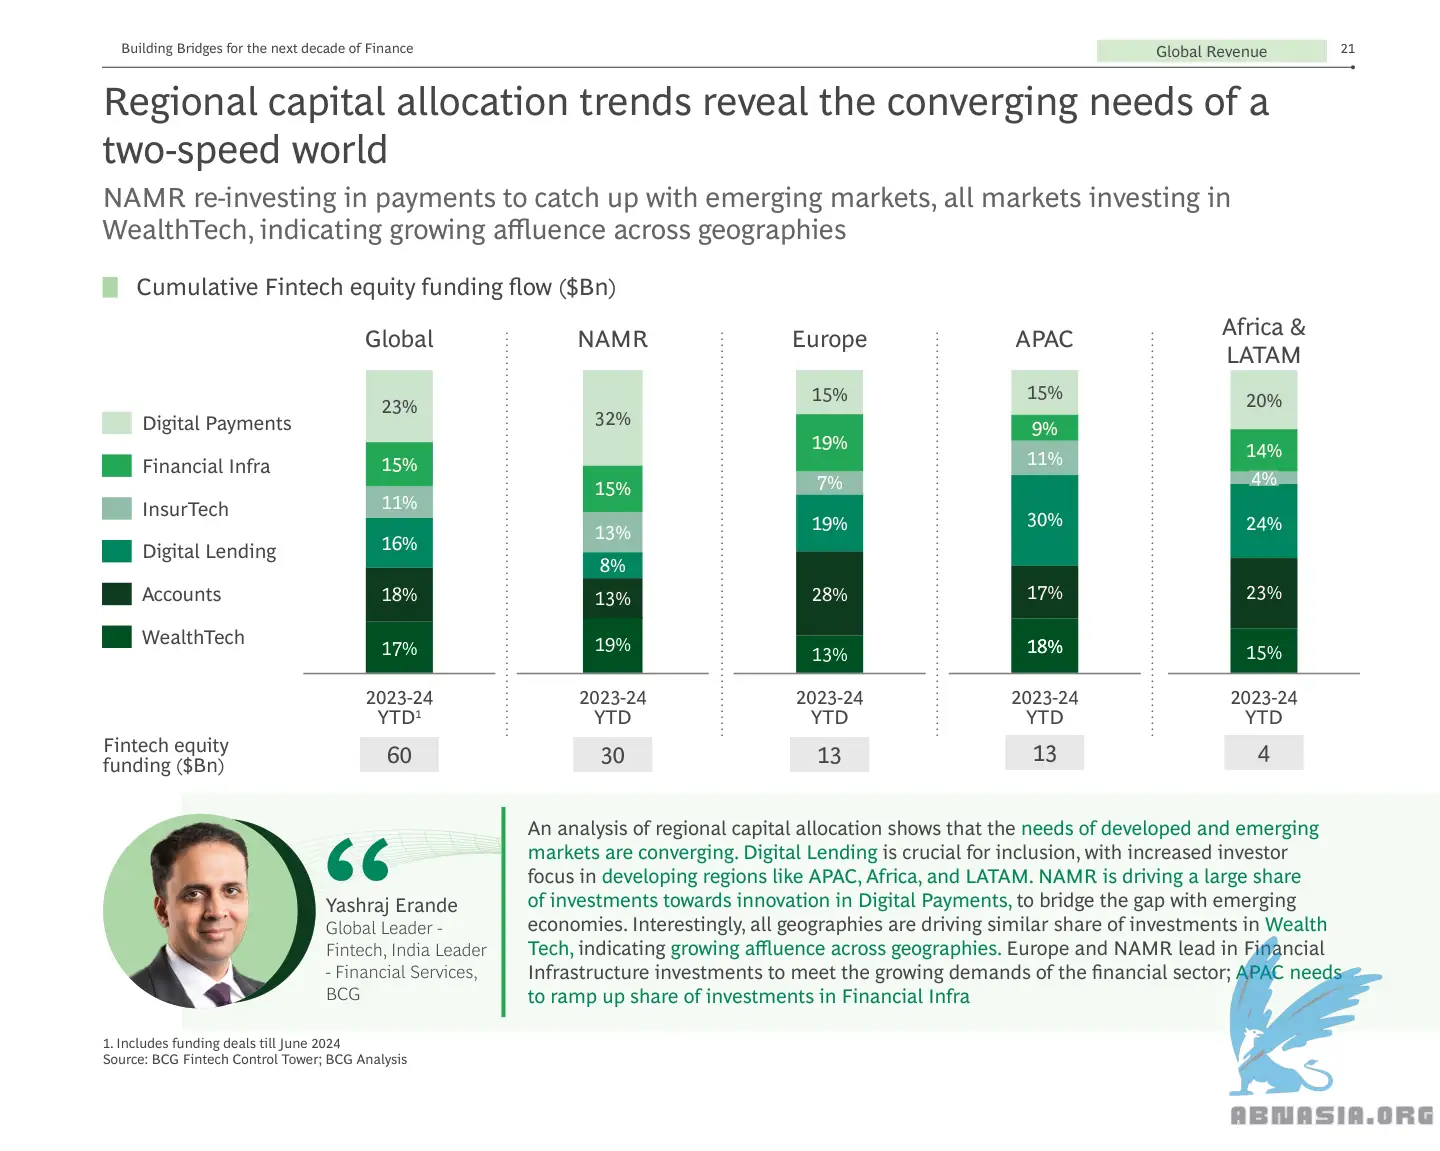 Building Bridges for the next decade of Finance
Global Revenue
21
Regional capital allocation trends reveal the converging needs of a
two-speed world
NAMR re-investing in payments to catch up with emerging markets, all markets investing in
WealthTech, indicating growing affluence across geographies
Cumulative Fintech equity funding flow ($Bn)
Digital Payments
Financial Infra
InsurTech
Digital Lending
Accounts
WealthTech
Global
23%
15%
11%
16%
18%
17%
2023-24
YTD¹
NAMR
32%
15%
13%
8%
13%
19%
2023-24
YTD
Europe
15%
19%
7%
19%
28%
13%
2023-24
YTD
APAC
15%
9%
11%
30%
17%
18%
2023-24
YTD
Africa &
LATAM
20%
14%
4%
24%
23%
15%
2023-24
YTD
Fintech equity
funding ($Bn)
60
30
13
13
4
Yashraj Erande
Global Leader -
Fintech, India Leader
- Financial Services,
BCG
An analysis of regional capital allocation shows that the needs of developed and emerging
markets are converging. Digital Lending is crucial for inclusion, with increased investor
focus in developing regions like APAC, Africa, and LATAM. NAMR is driving a large share
of investments towards innovation in Digital Payments, to bridge the gap with emerging
economies. Interestingly, all geographies are driving similar share of investments in Wealth
Tech, indicating growing affluence across geographies. Europe and NAMR lead in Financial
Infrastructure investments to meet the growing demands of the financial sector; APAC needs
to ramp up share of investments in Financial Infra
1. Includes funding deals till June 2024
Source: BCG Fintech Control Tower; BCG Analysis
ABNASIA.ORG